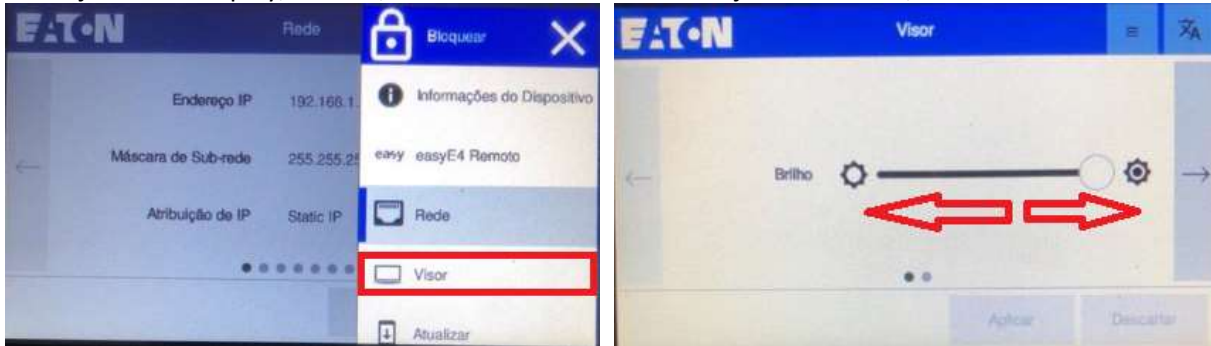 EATON
Rede
Bloquear
Endereço IP
192.168.1.
Informações do Dispositivo
Máscara de Sub-rede
255.255.25
easy easyE4 Remoto
Atribuição de IP
Static IP
Rede
Visor
Atualizar
EATON
Visor
Brilho
Aplicar
Descartar